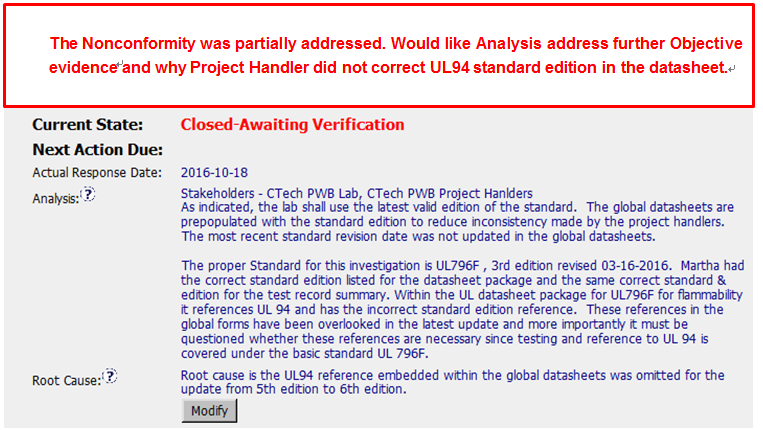 The Nonconformity was partially addressed. Would like Analysis address further Objective
evidence and why Project Handler did not correct UL94 standard edition in the datasheet.
Current State: Closed-Awaiting Verification
Next Action Due:
Actual Response Date: 2016-10-18
Analysis:? Stakeholders - CTech PWB Lab, CTech PWB Project Hanlders
As indicated, the lab shall use the latest valid edition of the standard. The global datasheets are
prepopulated with the standard edition to reduce inconsistency made by the project handlers.
The most recent standard revision date was not updated in the global datasheets.
The proper Standard for this investigation is UL796F , 3rd edition revised 03-16-2016. Martha had
the correct standard edition listed for the datasheet package and the same correct standard &
edition for the test record summary. Within the UL datasheet package for UL796F for flammability
it references UL 94 and has the incorrect standard edition reference. These references in the
global forms have been overlooked in the latest update and more importantly it must be
questioned whether these references are necessary since testing and reference to UL 94 is
covered under the basic standard UL 796F.
Root Cause:? Root cause is the UL94 reference embedded within the global datasheets was omitted for the
update from 5th edition to 6th edition.
Modify